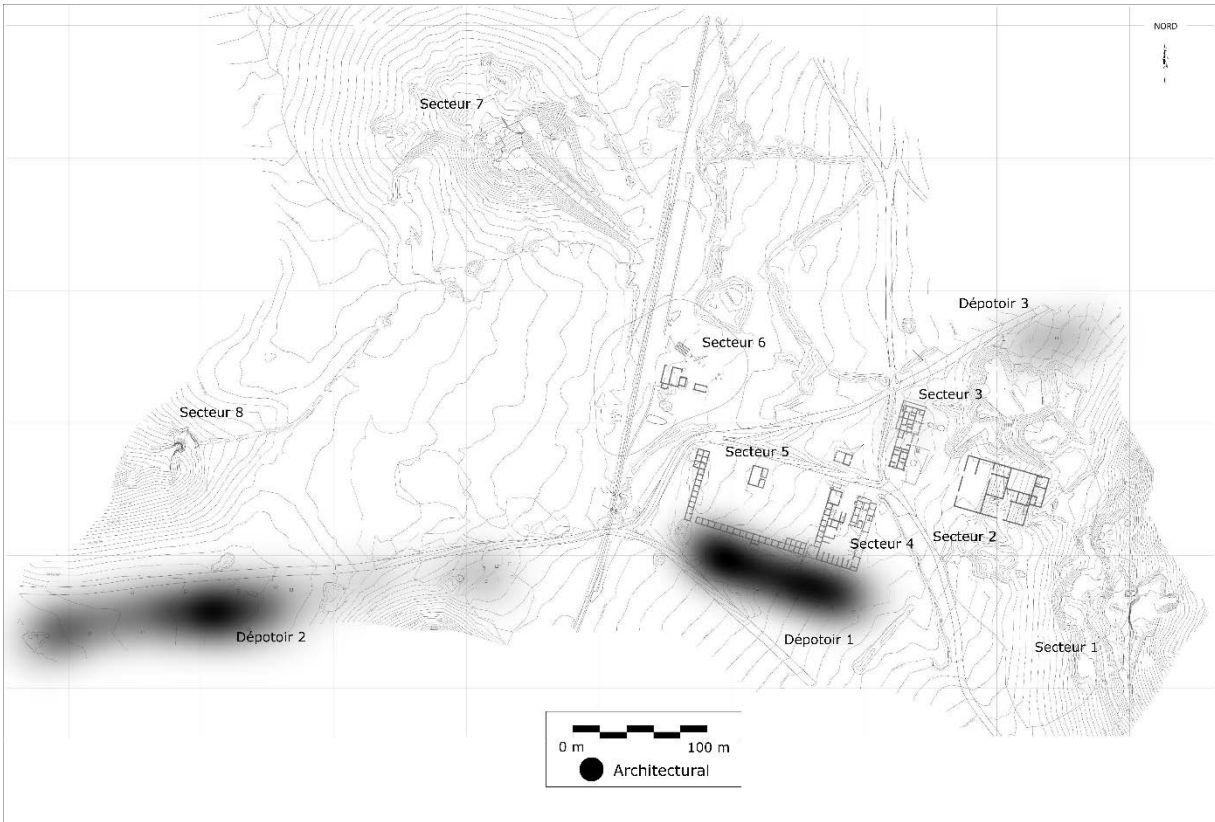 NORD
Secteur 7
Dépotoir 3
Secteur 6
Secteur 3
Secteur 8
Secteur 5
Secteur 4
Secteur 2
Dépotoir 2
Dépotoir 1
Secteur 1
0 m 100 m
Architectural